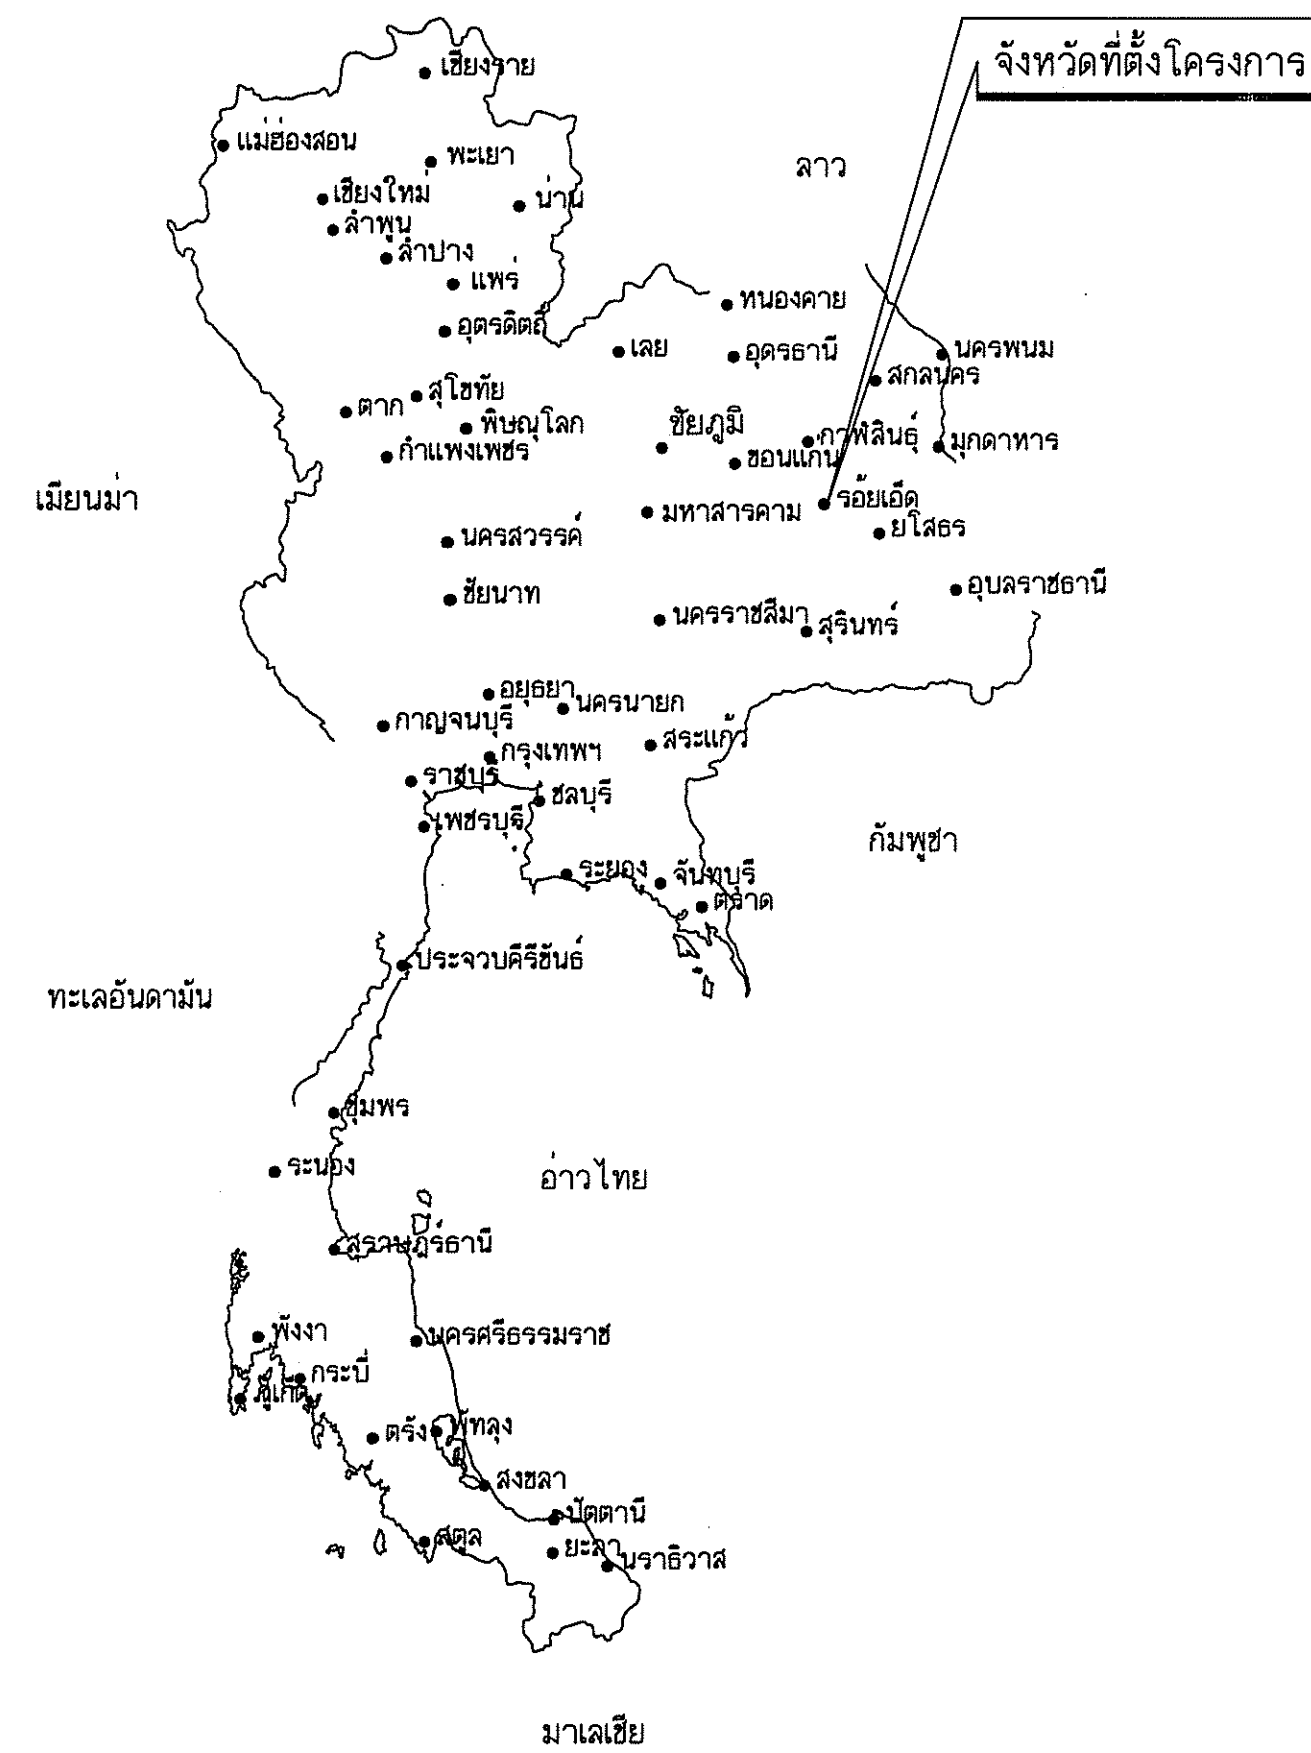 จังหวัดที่ตั้งโครงการ
เชียงราย
แม่ฮ่องสอน
พะเยา
ลาว
เชียงใหม่
น่าน
ลำพูน
ลำปาง
แพร่
หนองคาย
อุตรดิตถ์
เลย
อุดรธานี
นครพนม
สกลนคร
สุโขทัย
ตาก
พิษณุโลก
ชัยภูมิ
กาฬสินธุ์
มุกดาหาร
กำแพงเพชร
ขอนแก่น
เมียนม่า
มหาสารคาม
รอ้ยเอ็ด
ยโสธร
นครสวรรค์
ชัยนาท
อุบลราชธานี
นครราชสีมา
สุรินทร์
อยุธยา
นครนายก
กาญจนบุรี
สระแก้ว
กรุงเทพฯ
ราชบุรี
ชลบุรี
เพชรบุรี
กัมพูชา
ระยอง
จันทบุรี
ตราด
ประจวบคีรีขันธ์
ทะเลอันดามัน
ชุมพร
ระนอง
อ่าวไทย
สุราษฎร์ธานี
พังงา
นครศรีธรรมราช
กระบี่
ภูเก็ต
ตรัง
พัทลุง
สงขลา
ปัตตานี
สตูล
ยะลา
นราธิวาส
มาเลเซีย